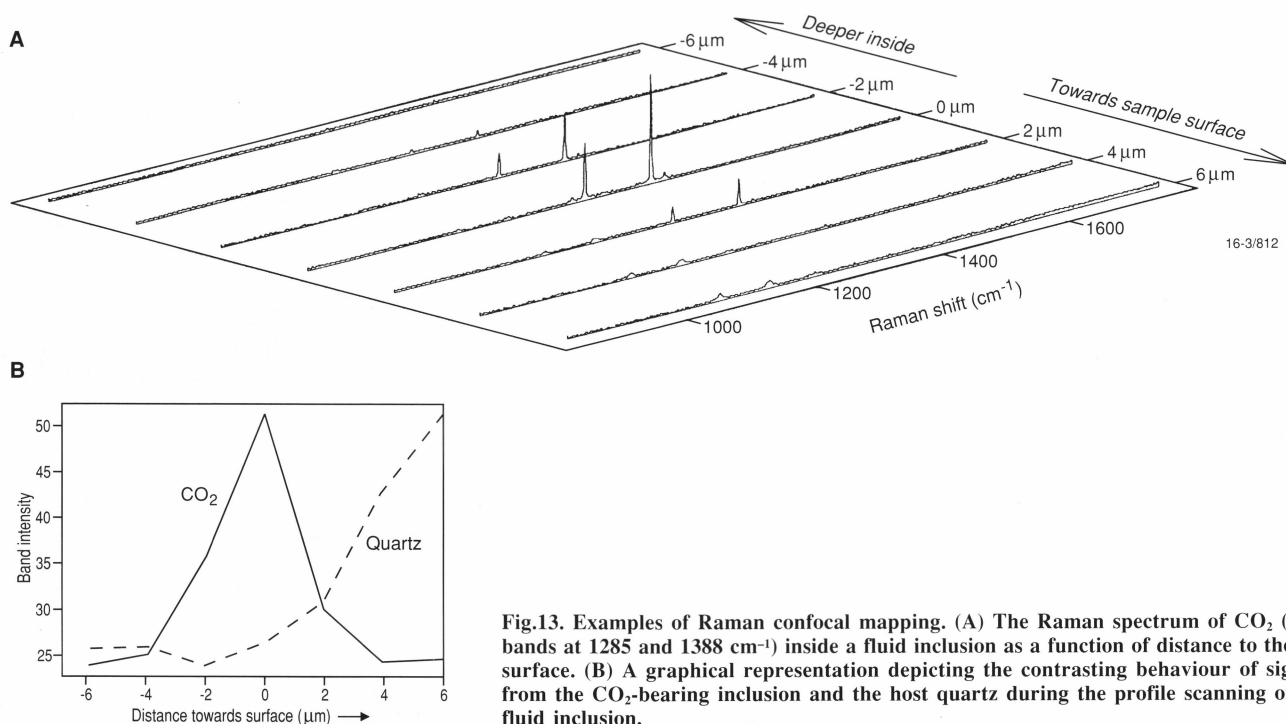 A
Deeper inside
Towards sample surface
-6 μm
-4 μm
-2 μm
0 μm
2 μm
4 μm
6 μm
1600
1400
1200
1000
Raman shift (cm⁻¹)
16-3/812
B
50
45
40
35
30
25
Band intensity
CO₂
Quartz
-6 -4 -2 0 2 4 6
Distance towards surface (μm)
Fig.13. Examples of Raman confocal mapping. (A) The Raman spectrum of CO₂ (
bands at 1285 and 1388 cm⁻¹) inside a fluid inclusion as a function of distance to the
surface. (B) A graphical representation depicting the contrasting behaviour of
from the CO₂-bearing inclusion and the host quartz during the profile scanning
fluid inclusion.